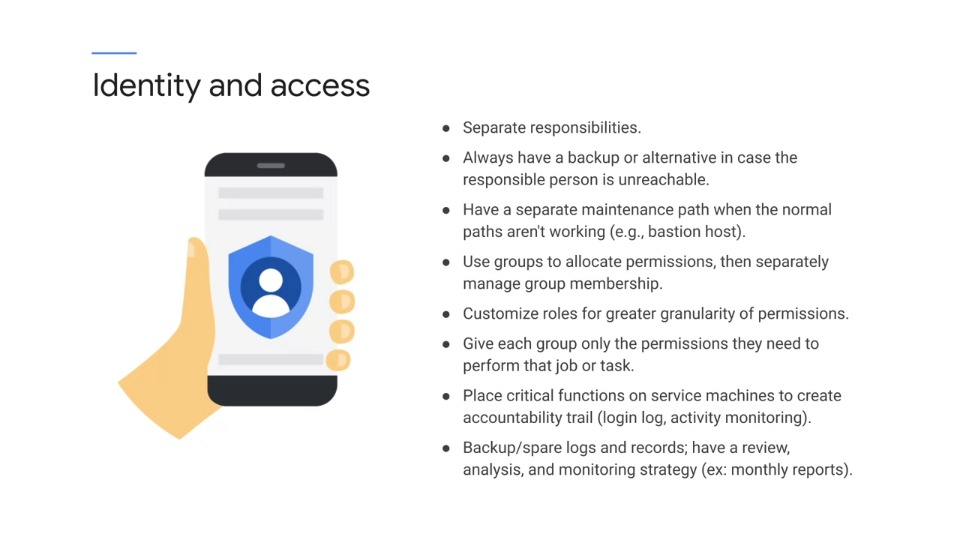 Identity and access
● Separate responsibilities.
● Always have a backup or alternative in case the
responsible person is unreachable.
● Have a separate maintenance path when the normal
paths aren't working (e.g., bastion host).
● Use groups to allocate permissions, then separately
manage group membership.
● Customize roles for greater granularity of permissions.
● Give each group only the permissions they need to
perform that job or task.
● Place critical functions on service machines to create
accountability trail (login log, activity monitoring).
● Backup/spare logs and records; have a review,
analysis, and monitoring strategy (ex: monthly reports).